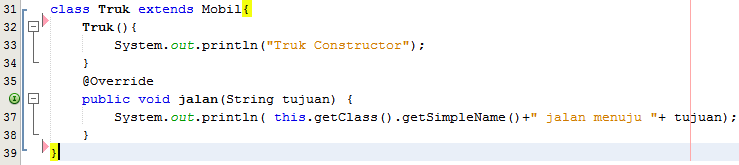 31 class Truk extends Mobil{
32 Truk(){
33 System.out.println("Truk Constructor");
34 }
35 @Override
public void jalan(String tujuan) {
37 System.out.println( this.getClass().getSimpleName()+" jalan menuju "+ tujuan);
38 }
39 }